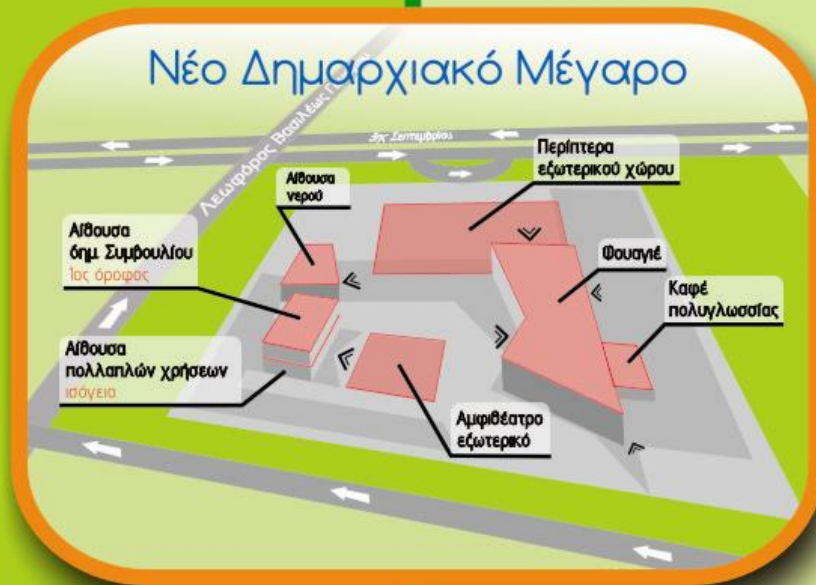 Νέο Δημαρχιακό Μέγαρο
Λεωφόρος Βασιλέως
3ης Σεπτεμβρίου
Περίπτερα
εξωτερικού χώρου
Αίθουσα
νερού
Αίθουσα
δημ. Συμβουλίου
1ος όροφος
Φουαγιέ
Καφέ
πολυγλωσσίας
Αίθουσα
πολλαπλών χρήσεων
ισόγειο
Αμφιθέατρο
εξωτερικό